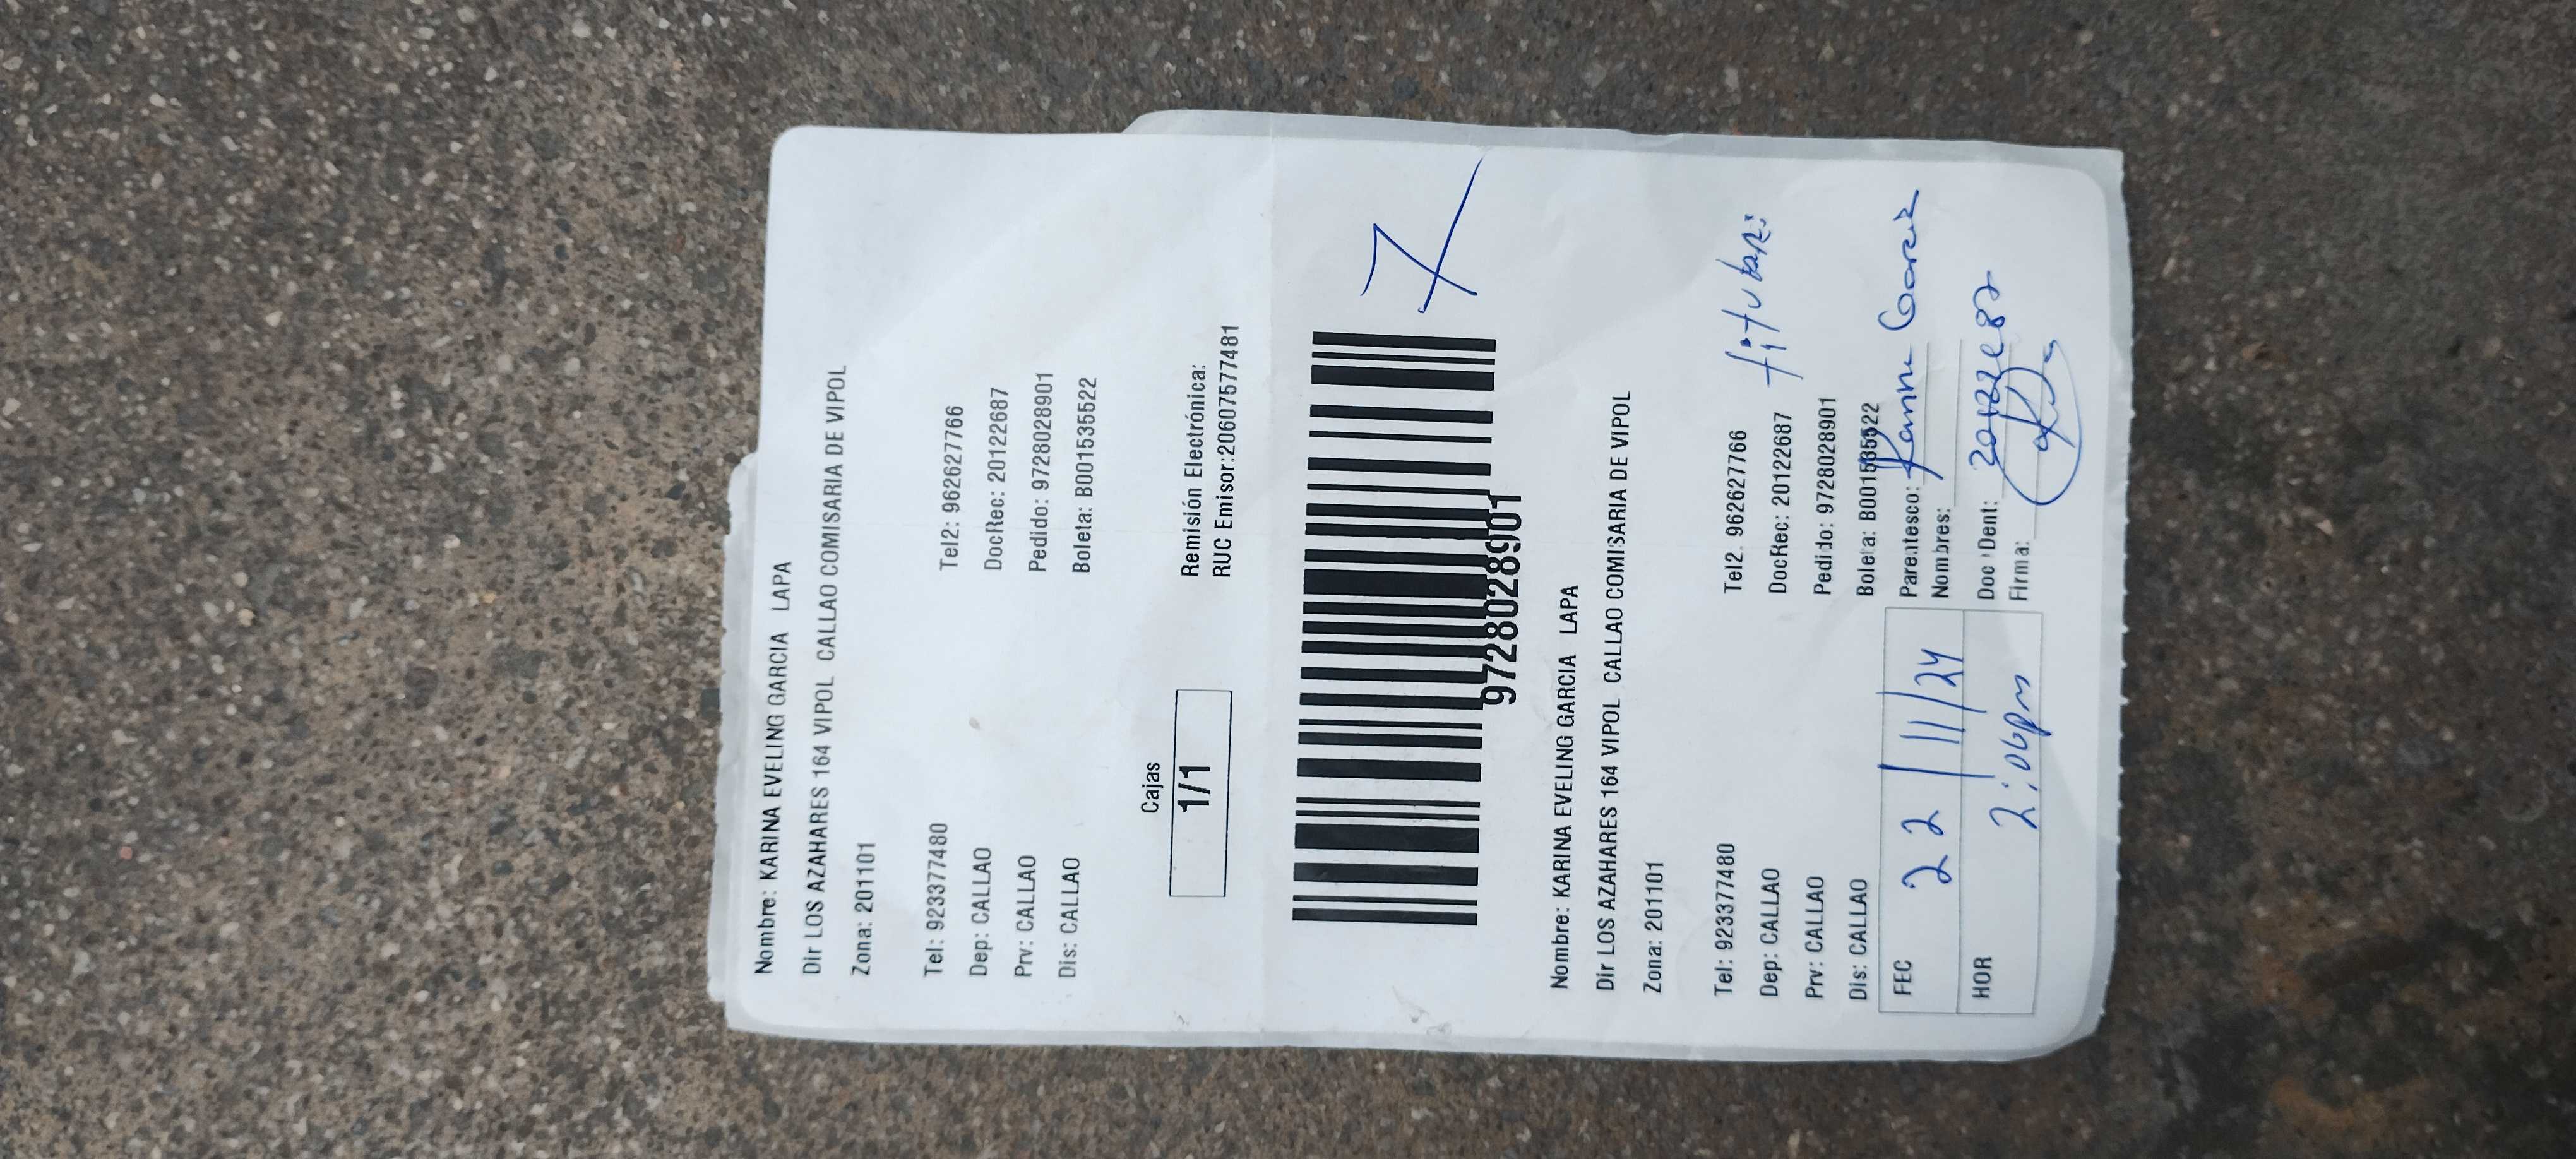 Nombre: KARINA EVELING GARCIA LAPA
Dir LOS AZAHARES 164 VIPOL CALLAO COMISARIA DE VIPOL
Zona: 201101
Tel: 923377480 Tel2: 962627766
Dep: CALLAO DocRec: 20122687
Prv: CALLAO Pedido: 9728028901
Dis: CALLAO Boleta: B001535522
Cajas
1/1
Remisión Electrónica:
RUC Emisor:20607577481
7
9728028901
Nombre: KARINA EVELING GARCIA LAPA
Dir LOS AZAHARES 164 VIPOL CALLAO COMISARIA DE VIPOL
Zona: 201101
Tel: 923377480 Tel2. 962627766
Dep: CALLAO DocRec: 20122687
Prv: CALLAO Pedido: 9728028901
Dis: CALLAO Boleta: B001535522
FEC 22/11/24 Parentesco:
Nombres: Garcia
HOR 2:06pm Doc Dent:
Firma: